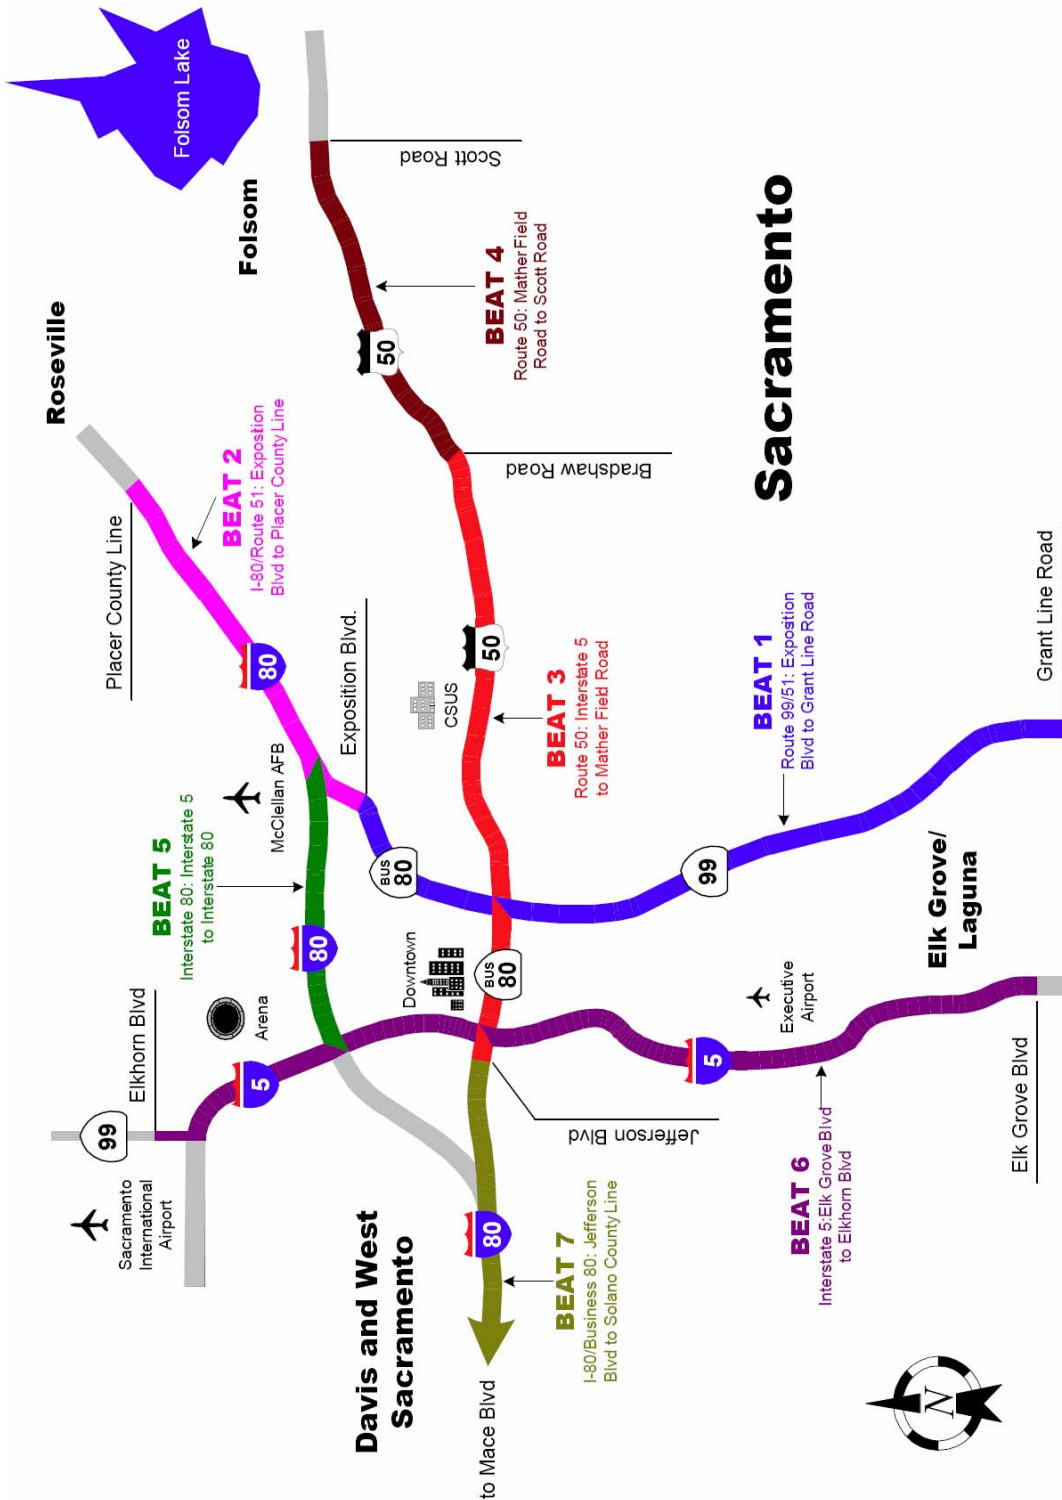 Folsom Lake
Roseville
Folsom
Placer County Line
BEAT 2
I-80/Route 51: Expostion
Blvd to Placer County Line
80
Scott Road
BEAT 4
Route 50: Mather Field
Road to Scott Road
50
Bradshaw Road
Sacramento
Exposition Blvd.
McClellan AFB
CSUS
50
BEAT 3
Route 50: Interstate 5
to Mather Field Road
BEAT 1
Route 99/51: Exposition
Blvd to Grant Line Road
Grant Line Road
BEAT 5
Interstate 80: Interstate 5
to Interstate 80
80
BUS
80
99
Elk Grove/
Laguna
Elkhorn Blvd
Arena
Downtown
BUS
80
Executive
Airport
5
5
99
Sacramento
International
Airport
Jefferson Blvd
Elk Grove Blvd
BEAT 6
Interstate 5:Elk Grove Blvd
to Elkhorn Blvd
Davis and West
Sacramento
80
BEAT 7
I-80/Business 80: Jefferson
Blvd to Solano County Line
to Mace Blvd
N